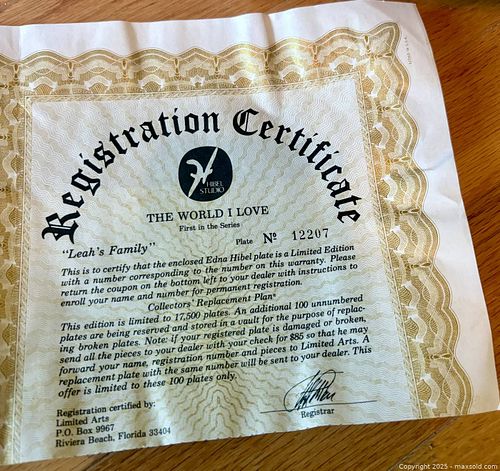 Registration Certificate
HIBEL
STUDIO
THE WORLD I LOVE
First in the Series
"Leah's Family"
Plate Nº 12207
This is to certify that the enclosed Edna Hibel plate is a Limited Edition
with a number corresponding to the number on this warranty. Please
return the coupon on the bottom left to your dealer with instructions to
enroll your name and number for permanent registration.
Collectors' Replacement Plan*
This edition is limited to 17,500 plates. An additional 100 unnumbered
plates are being reserved and stored in a vault for the purpose of replac-
ing broken plates. Note: if your registered plate is damaged or broken,
send all the pieces to your dealer with your check for $85 so that he may
forward your name, registration number and pieces to Limited Arts. A
replacement plate with the same number will be sent to your dealer. This
offer is limited to these 100 plates only.
Registration certified by:
Limited Arts
P.O. Box 9967
Riviera Beach, Florida 33404
Registrar
Copyright 2025 - maxsold.com